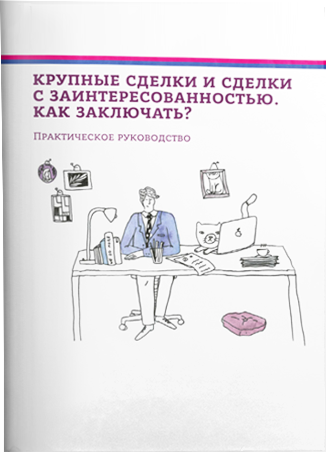 КРУПНЫЕ СДЕЛКИ И СДЕЛКИ
С ЗАИНТЕРЕСОВАННОСТЬЮ.
КАК ЗАКЛЮЧАТЬ?
Практическое руководство